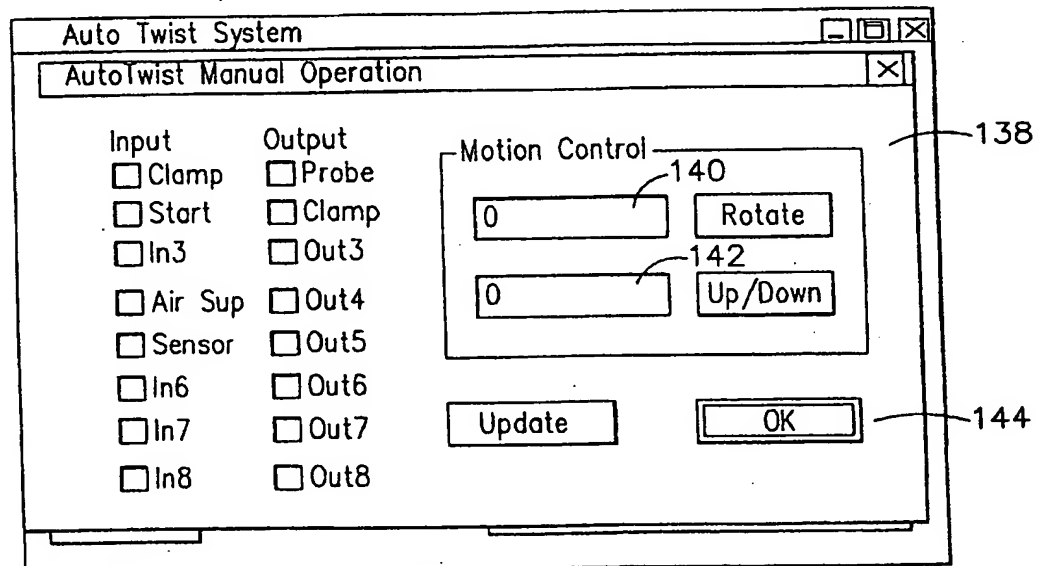 Auto Twist System
AutoTwist Manual Operation
138
Input Output
Clamp Probe
Start Clamp
In3 Out3
Air Sup Out4
Sensor Out5
In6 Out6
In7 Out7
In8 Out8
Motion Control
140
0 Rotate
142
0 Up/Down
Update OK
144